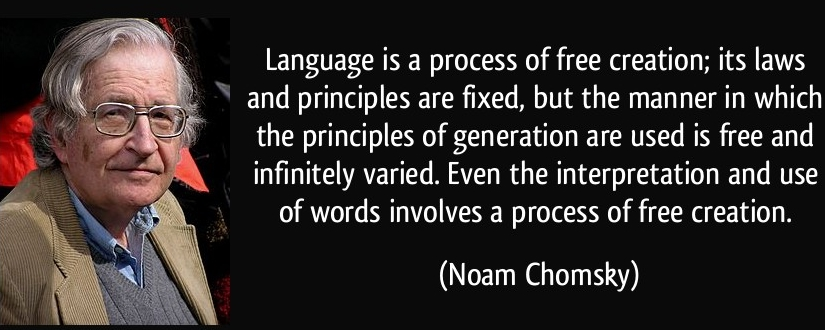 Language is a process of free creation; its laws
and principles are fixed, but the manner in which
the principles of generation are used is free and
infinitely varied. Even the interpretation and use
of words involves a process of free creation.
(Noam Chomsky)